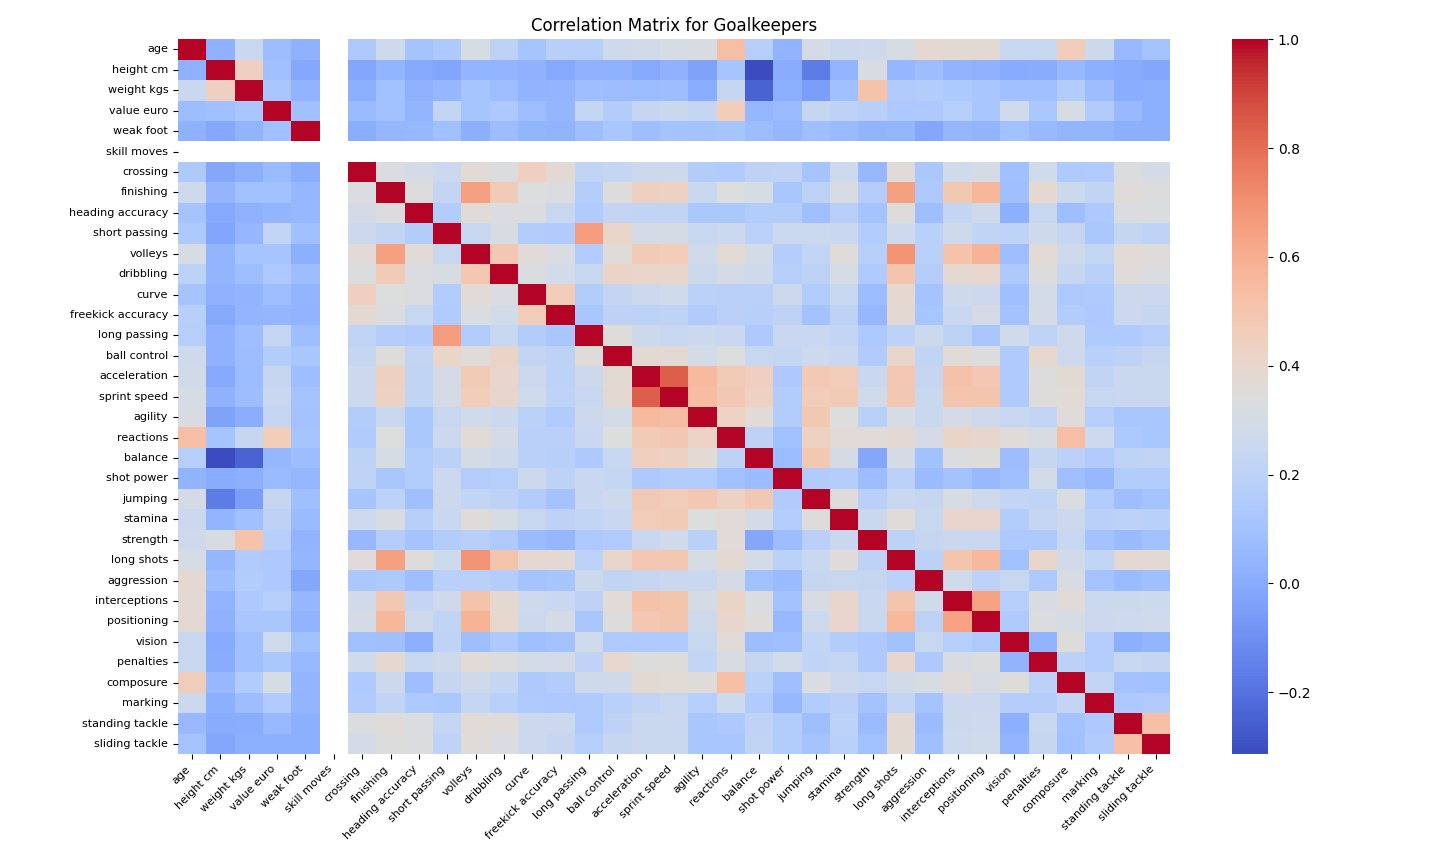 Correlation Matrix for Goalkeepers
age
height cm
weight kgs
value euro
weak foot
skill moves
crossing
finishing
heading accuracy
short passing
volleys
dribbling
curve
freekick accuracy
long passing
ball control
acceleration
sprint speed
agility
reactions
balance
shot power
jumping
stamina
strength
long shots
aggression
interceptions
positioning
vision
penalties
composure
marking
standing tackle
sliding tackle
age
height cm
weight kgs
value euro
weak foot
skill moves
crossing
finishing
heading accuracy
short passing
volleys
dribbling
curve
freekick accuracy
long passing
ball control
acceleration
sprint speed
agility
reactions
balance
shot power
jumping
stamina
strength
long shots
aggression
interceptions
positioning
vision
penalties
composure
marking
standing tackle
sliding tackle
1.0
0.8
0.6
0.4
0.2
0.0
−0.2